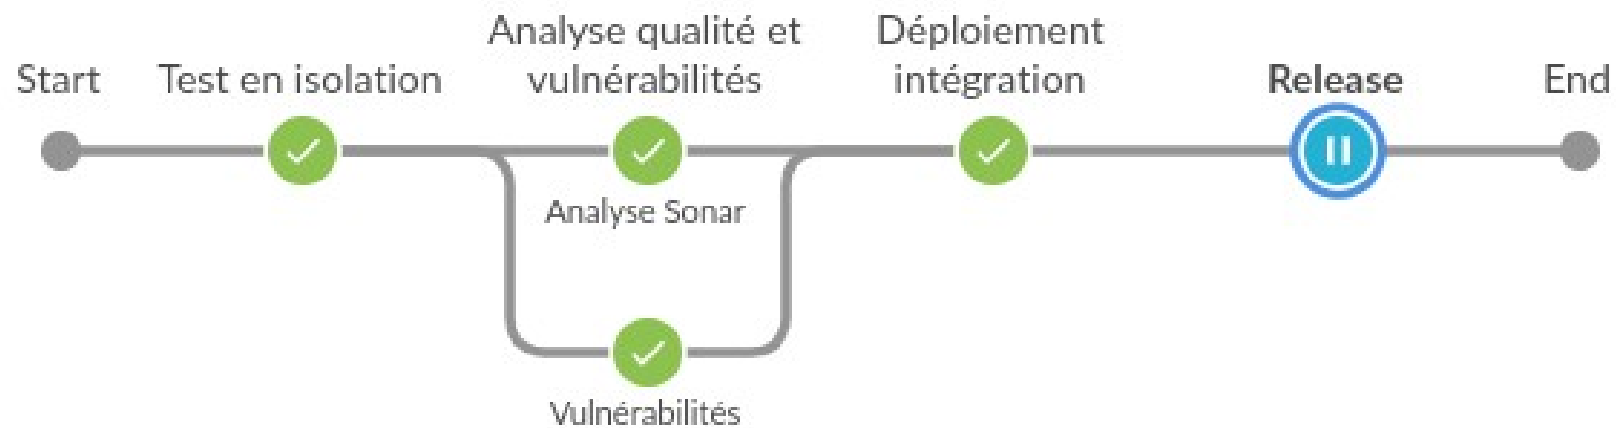 Start
Test en isolation
Analyse qualité et
vulnérabilités
Déploiement
intégration
Release
End
Analyse Sonar
Vulnérabilités